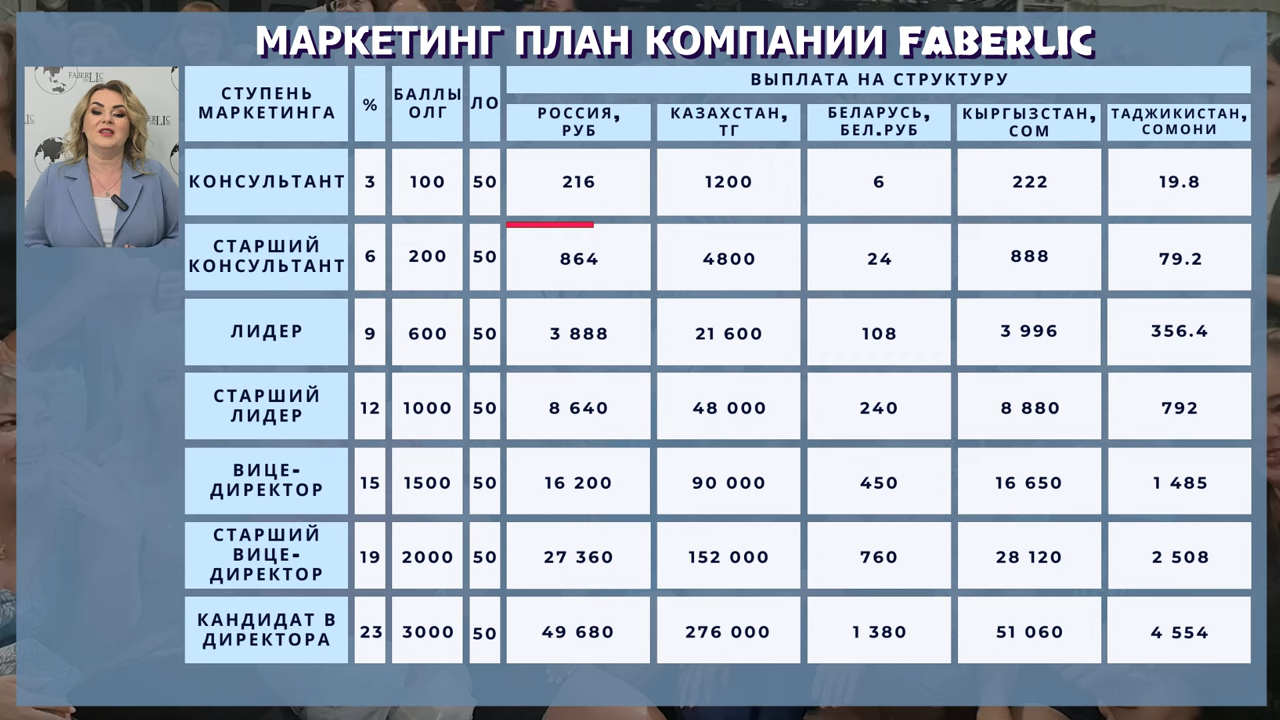 МАРКЕТИНГ ПЛАН КОМПАНИИ FABERLIC
FABERLIC
СТУПЕНЬ
МАРКЕТИНГА
%
БАЛЛЫ
ОЛГ
ЛО
ВЫПЛАТА НА СТРУКТУРУ
РОССИЯ,
РУБ
КАЗАХСТАН,
ТГ
БЕЛАРУСЬ,
БЕЛ.РУБ
КЫРГЫЗСТАН,
СОМ
ТАДЖИКИСТАН,
СОМОНИ
КОНСУЛЬТАНТ 3 100 50 216 1200 6 222 19.8
СТАРШИЙ
КОНСУЛЬТАНТ 6 200 50 864 4800 24 888 79.2
ЛИДЕР 9 600 50 3 888 21 600 108 3 996 356.4
СТАРШИЙ
ЛИДЕР 12 1000 50 8 640 48 000 240 8 880 792
ВИЦЕ-
ДИРЕКТОР 15 1500 50 16 200 90 000 450 16 650 1 485
СТАРШИЙ
ВИЦЕ-
ДИРЕКТОР 19 2000 50 27 360 152 000 760 28 120 2 508
КАНДИДАТ В
ДИРЕКТОРА 23 3000 50 49 680 276 000 1 380 51 060 4 554